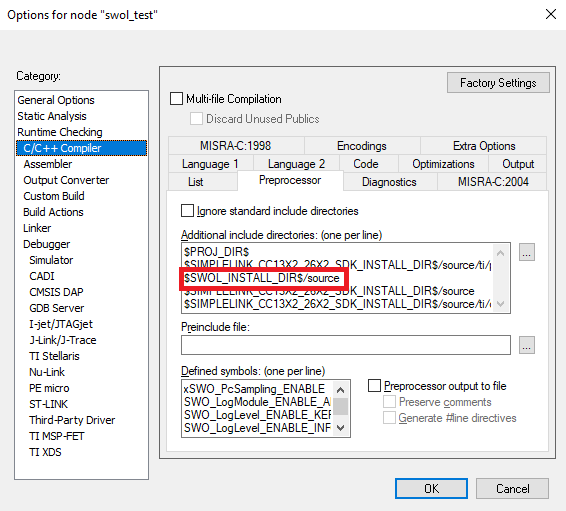 Options for node "swol_test"
Category:
General Options
Static Analysis
Runtime Checking
C/C++ Compiler
Assembler
Output Converter
Custom Build
Build Actions
Linker
Debugger
Simulator
CADI
CMSIS DAP
GDB Server
I-jet/JTAGjet
J-Link/J-Trace
TI Stellaris
Nu-Link
PE micro
ST-LINK
Third-Party Driver
TI MSP-FET
TI XDS
Factory Settings
Multi-file Compilation
Discard Unused Publics
MISRA-C:1998 Encodings Extra Options
Language 1 Language 2 Code Optimizations Output
List Preprocessor Diagnostics MISRA-C:2004
Ignore standard include directories
Additional include directories: (one per line)
$PROJ_DIR$
$SIMPLELINK_CC13X2_26X2_SDK_INSTALL_DIR$/source/ti/
$SWOL_INSTALL_DIR$/source
$SIMPLELINK_CC13X2_26X2_SDK_INSTALL_DIR$/source
$SIMPLELINK_CC13X2_26X2_SDK_INSTALL_DIR$/source/ti/
...
Preinclude file:
...
Defined symbols: (one per line)
xSWO_PcSampling_ENABLE
SWO_LogModule_ENABLE_A
SWO_LogLevel_ENABLE_KEF
SWO_LogLevel_ENABLE_INF
Preprocessor output to file
Preserve comments
Generate #line directives
OK Cancel